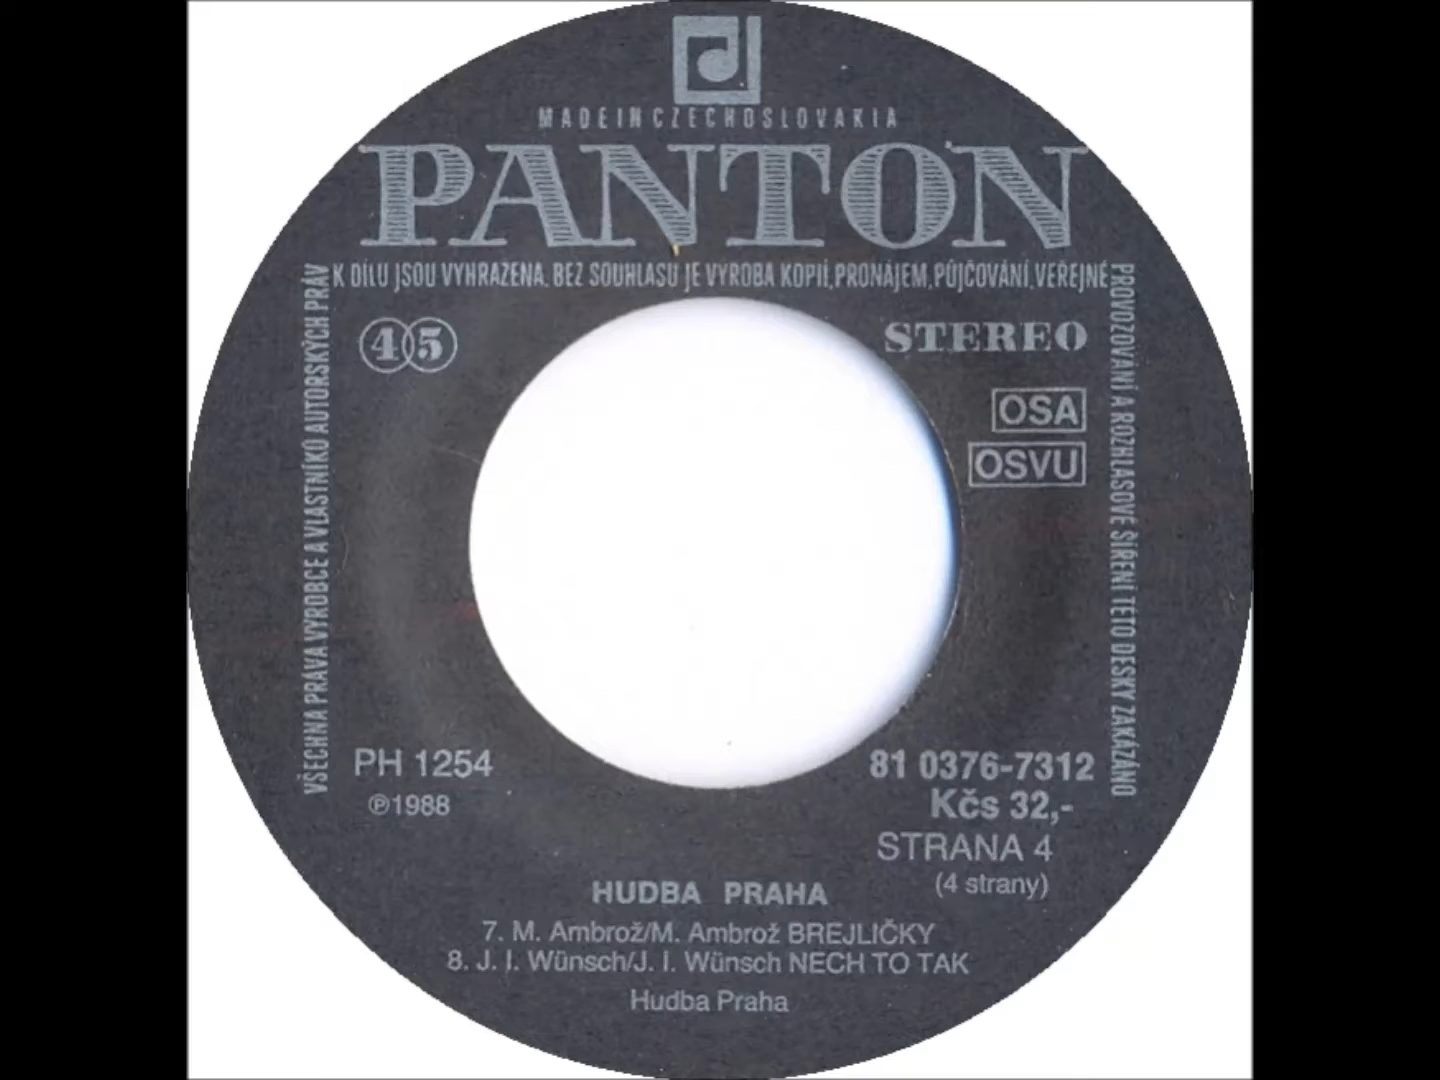 MADE IN CZECHOSLOVAKIA
PANTON
VŠECHNA PRÁVA VÝROBCE A VLASTNÍKŮ AUTORSKÝCH PRÁV
K DÍLU JSOU VYHRAZENA. BEZ SOUHLASU JE VÝROBA KOPIÍ, PRONÁJEM, PŮJČOVÁNÍ, VEŘEJNÉ
PROVOZOVÁNÍ A ROZHLASOVÉ ŠÍŘENÍ TÉTO DESKY ZAKÁZÁNO
45
STEREO
OSA
OSVU
PH 1254
℗1988
81 0376-7312
Kčs 32,-
STRANA 4
(4 strany)
HUDBA PRAHA
7. M. Ambrož/M. Ambrož BREJLIČKY
8. J. I. Wünsch/J. I. Wünsch NECH TO TAK
Hudba Praha